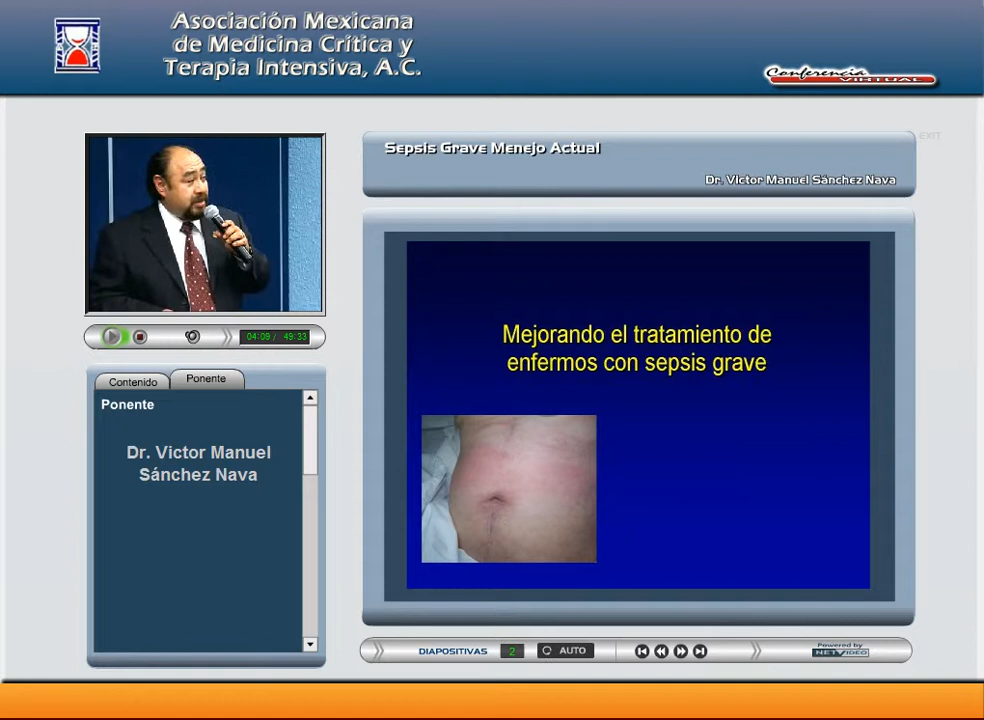 Asociación Mexicana
de Medicina Crítica y
Terapia Intensiva, A.C.
Conferencia
VIRTUAL
EXIT
Sepsis Grave Menejo Actual
Dr. Victor Manuel Sánchez Nava
04:09 / 49:33
Contenido
Ponente
Ponente
Dr. Victor Manuel
Sánchez Nava
Mejorando el tratamiento de
enfermos con sepsis grave
DIAPOSITIVAS
2
AUTO
Powered by
NETVIDEO